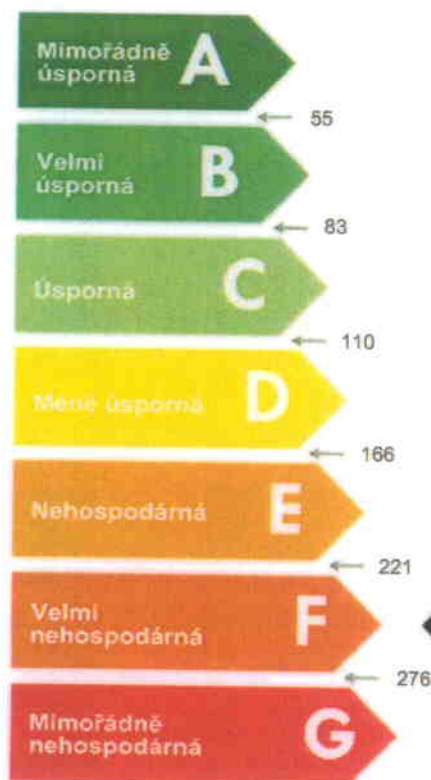 Mimořádně
úsporná A
55
Velmi
úsporná B
83
Úsporná C
110
Méně úsporná D
166
Nehospodárná E
221
Velmi
nehospodárná F
276
Mimořádně
nehospodárná G